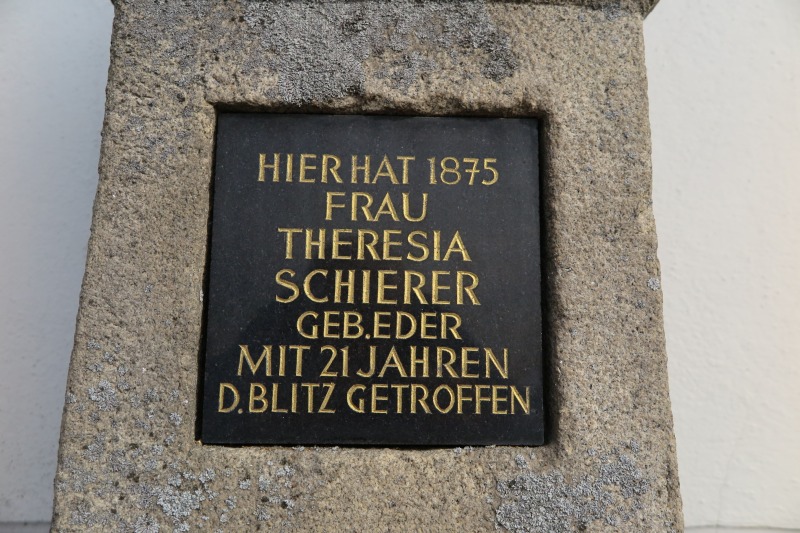 HIER HAT 1875
FRAU
THERESIA
SCHIERER
GEB. EDER
MIT 21 JAHREN
D. BLITZ GETROFFEN